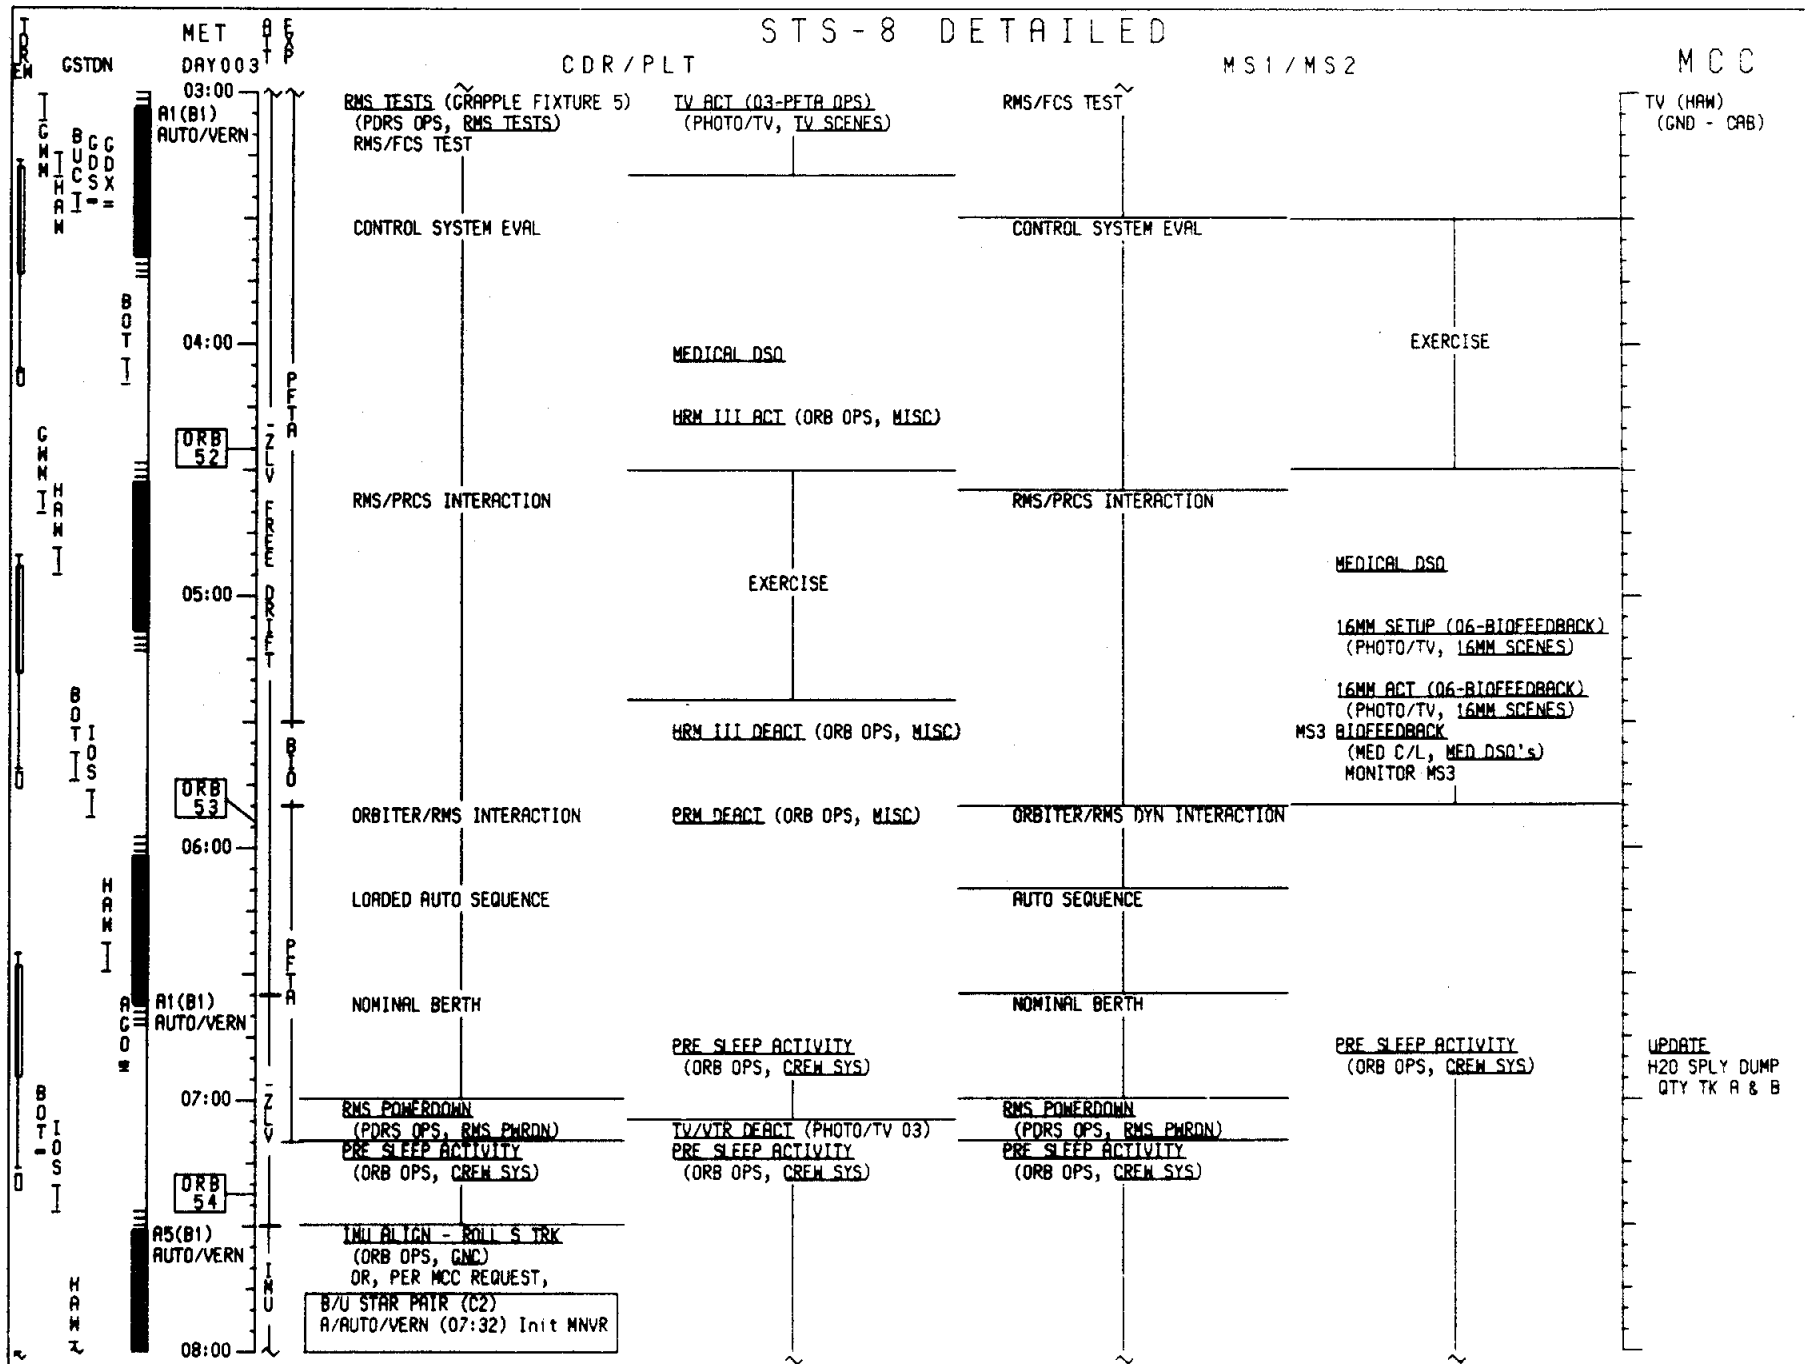 STS-8 DETAILED
TDR
EW
GSTDN
MET
DAY003
ATT
EXP
CDR/PLT
MS1/MS2
MCC
03:00
A1(B1)
AUTO/VERN
GWM
HAW
BUC
GDS
GDX
RMS TESTS (GRAPPLE FIXTURE 5)
(PDRS OPS, RMS TESTS)
RMS/FCS TEST
TV ACT (03-PFTA OPS)
(PHOTO/TV, TV SCENES)
RMS/FCS TEST
TV (HAW)
(GND - CAB)
CONTROL SYSTEM EVAL
CONTROL SYSTEM EVAL
BOT
04:00
PFTA
MEDICAL DSO
EXERCISE
HRM III ACT (ORB OPS, MISC)
ORB
52
-ZLV FREE DRIFT
GWM
HAW
RMS/PRCS INTERACTION
RMS/PRCS INTERACTION
05:00
EXERCISE
MEDICAL DSO
16MM SETUP (06-BIOFEEDBACK)
(PHOTO/TV, 16MM SCENES)
16MM ACT (06-BIOFEEDBACK)
(PHOTO/TV, 16MM SCENES)
BOT
IOS
BIO
HRM III DEACT (ORB OPS, MISC)
MS3 BIOFEEDBACK
(MED C/L, MED DSO's)
MONITOR MS3
ORB
53
ORBITER/RMS INTERACTION
PRM DEACT (ORB OPS, MISC)
ORBITER/RMS DYN INTERACTION
06:00
HAW
LOADED AUTO SEQUENCE
AUTO SEQUENCE
PFTA
AGO
A1(B1)
AUTO/VERN
NOMINAL BERTH
NOMINAL BERTH
PRE SLEEP ACTIVITY
(ORB OPS, CREW SYS)
PRE SLEEP ACTIVITY
(ORB OPS, CREW SYS)
UPDATE
H2O SPLY DUMP
QTY TK A & B
07:00
-ZLV
BOT
IOS
RMS POWERDOWN
(PDRS OPS, RMS PWRDN)
TV/VTR DEACT (PHOTO/TV 03)
RMS POWERDOWN
(PDRS OPS, RMS PWRDN)
PRE SLEEP ACTIVITY
(ORB OPS, CREW SYS)
PRE SLEEP ACTIVITY
(ORB OPS, CREW SYS)
PRE SLEEP ACTIVITY
(ORB OPS, CREW SYS)
ORB
54
A5(B1)
AUTO/VERN
IMU
HAW
IMU ALIGN - ROLL S TRK
(ORB OPS, GNC)
OR, PER MCC REQUEST,
B/U STAR PAIR (C2)
A/AUTO/VERN (07:32) Init MNVR
08:00